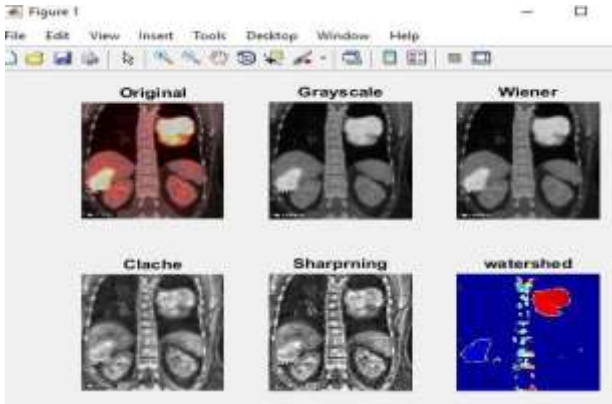 Figure 1
File Edit View Insert Tools Desktop Window Help
Original Grayscale Wiener
Clache Sharprning watershed